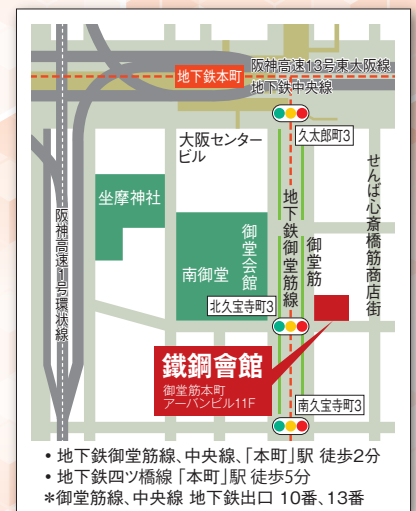 阪神高速13号東大阪線
地下鉄本町
地下鉄中央線
大阪センター
ビル
久太郎町3
坐摩神社
せんば心斎橋筋商店街
阪神高速1号環状線
地下鉄御堂筋線
御堂筋
御堂会館
南御堂
北久宝寺町3
鐵鋼會館
御堂筋本町
アーバンビル11F
南久宝寺町3
• 地下鉄御堂筋線、中央線、「本町」駅 徒歩2分
• 地下鉄四ツ橋線「本町」駅 徒歩5分
*御堂筋線、中央線 地下鉄出口 10番、13番